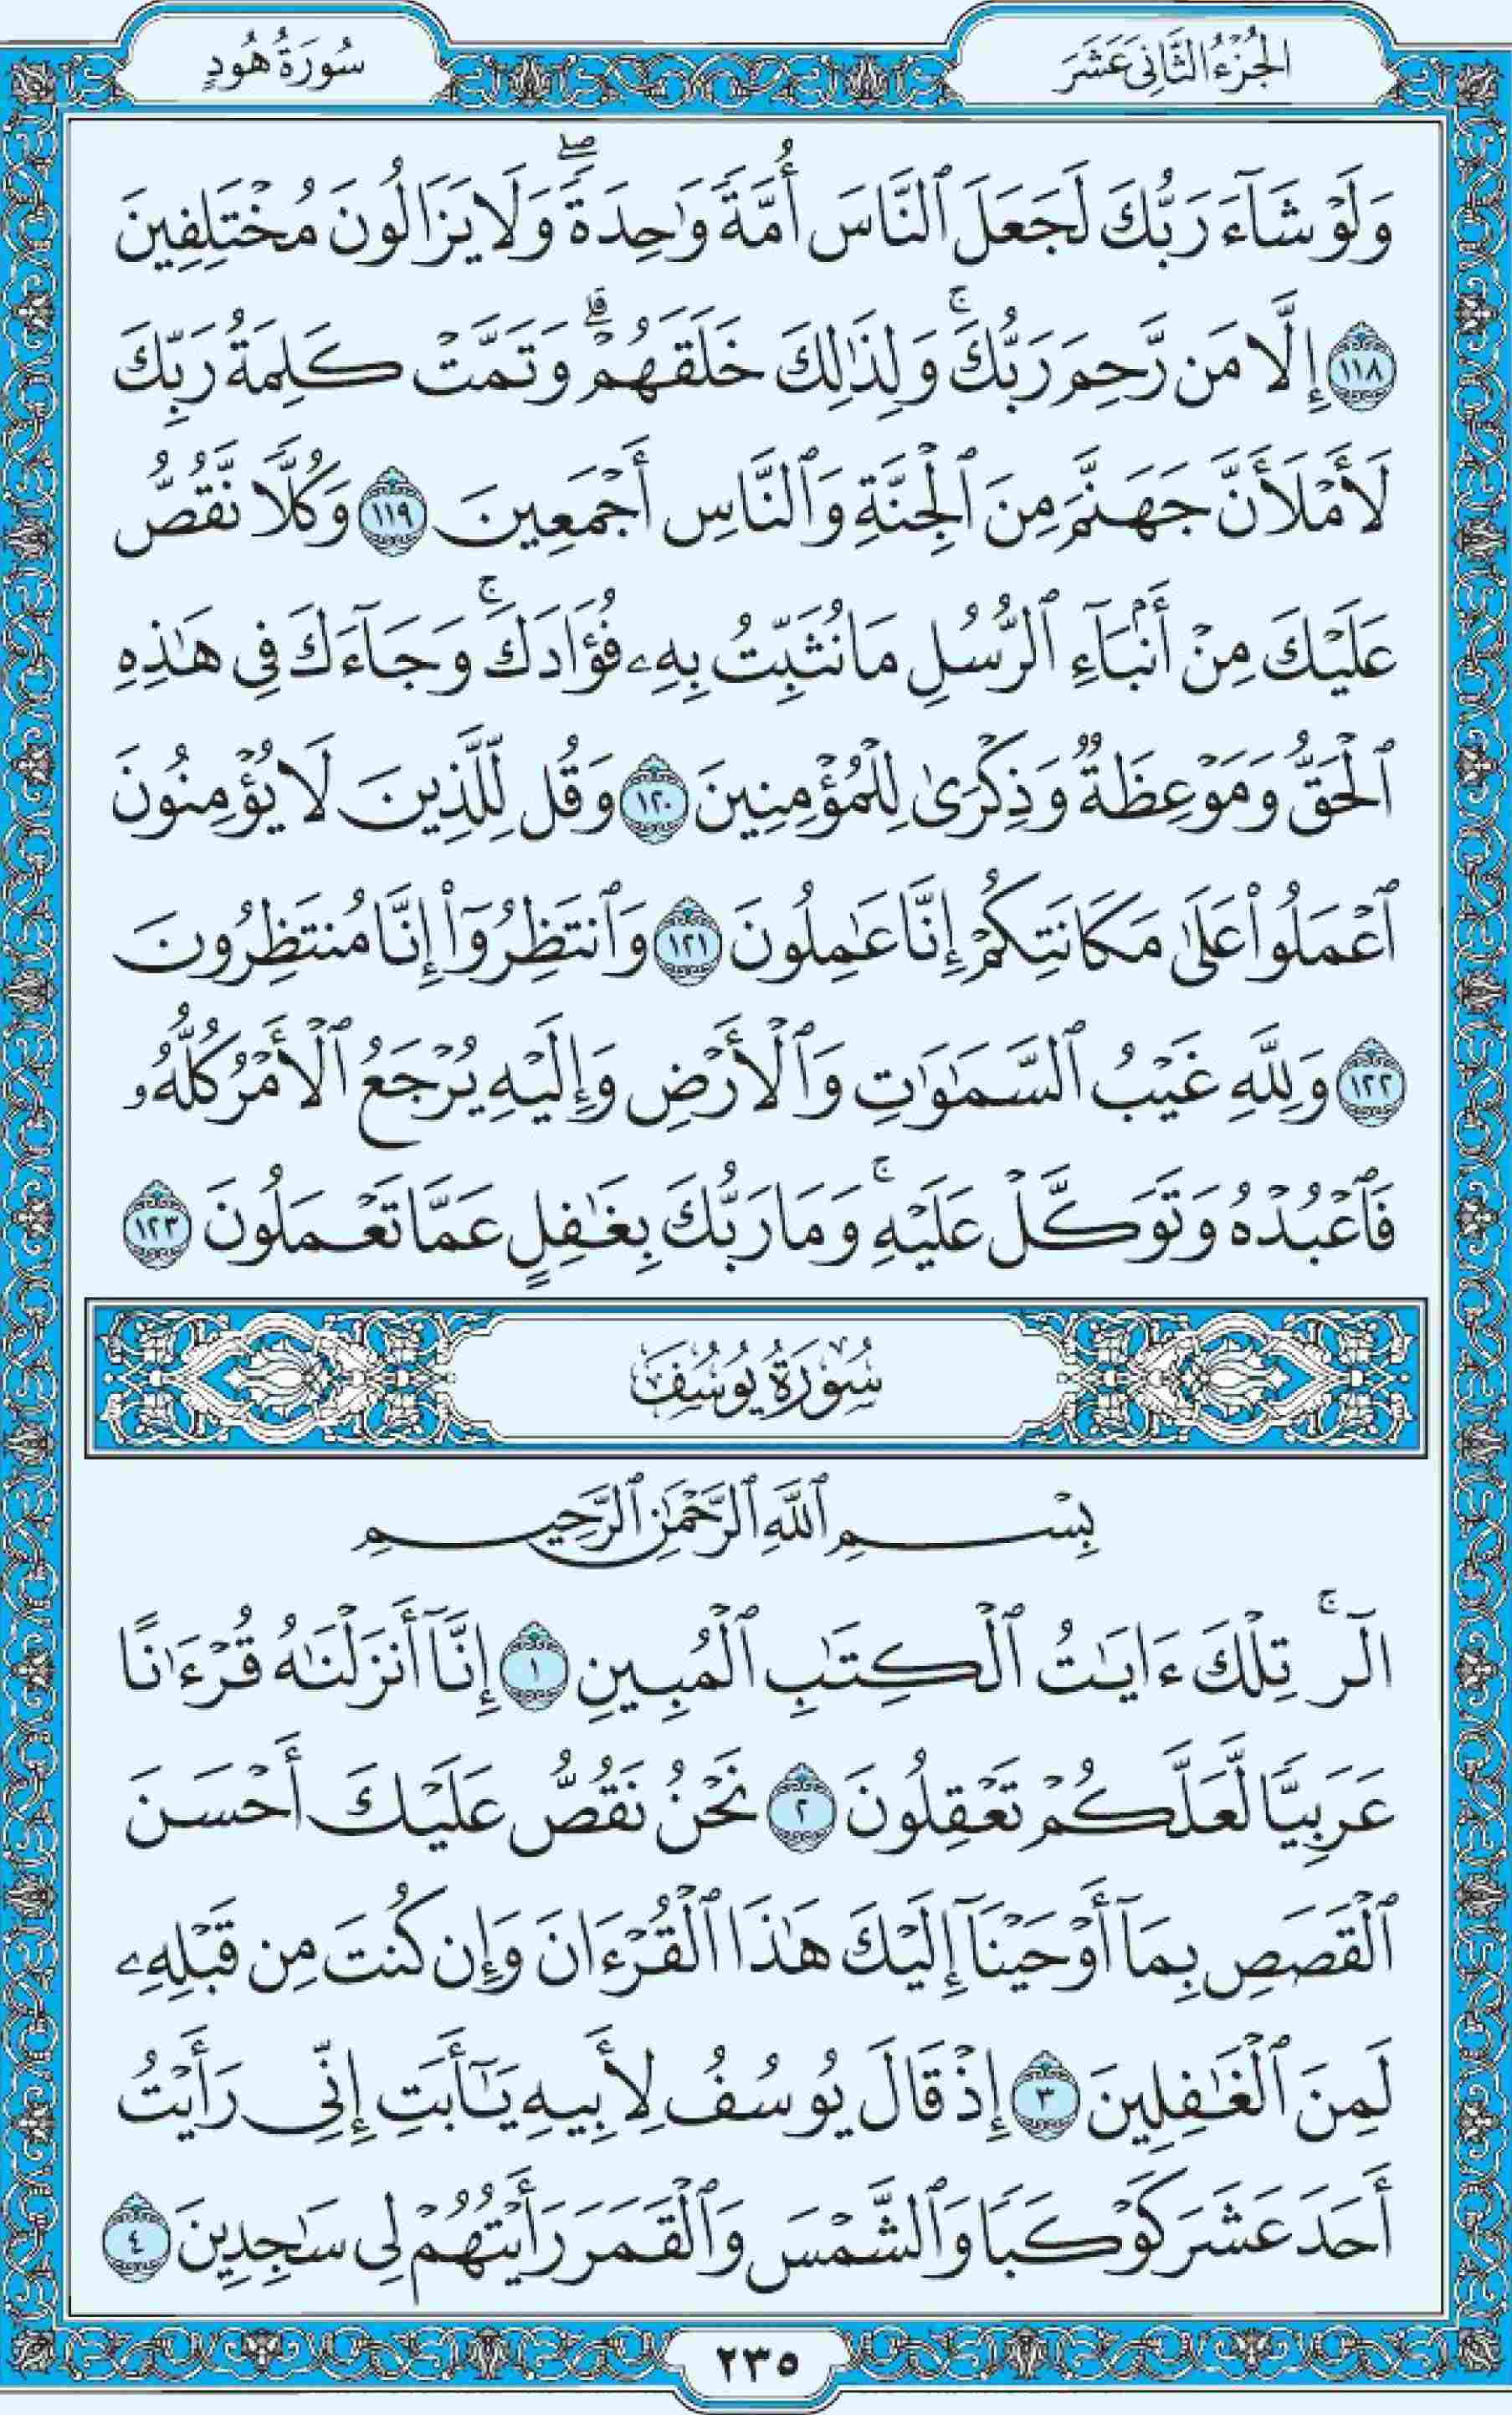 الجُزْءُ الثَّانِي عَشَرَ
سُورَةُ هُودٍ
وَلَوْ شَآءَ رَبُّكَ لَجَعَلَ ٱلنَّاسَ أُمَّةً وَٰحِدَةًۖ وَلَا يَزَالُونَ مُخْتَلِفِينَ
١١٨ إِلَّا مَن رَّحِمَ رَبُّكَۚ وَلِذَٰلِكَ خَلَقَهُمْۗ وَتَمَّتْ كَلِمَةُ رَبِّكَ
لَأَمْلَأَنَّ جَهَنَّمَ مِنَ ٱلْجِنَّةِ وَٱلنَّاسِ أَجْمَعِينَ ١١٩ وَكُلًّا نَّقُصُّ
عَلَيْكَ مِنْ أَنۢبَآءِ ٱلرُّسُلِ مَا نُثَبِّتُ بِهِۦ فُؤَادَكَۚ وَجَآءَكَ فِى هَٰذِهِ
ٱلْحَقُّ وَمَوْعِظَةٌ وَذِكْرَىٰ لِلْمُؤْمِنِينَ ١٢٠ وَقُل لِّلَّذِينَ لَا يُؤْمِنُونَ
ٱعْمَلُوا۟ عَلَىٰ مَكَانَتِكُمْ إِنَّا عَٰمِلُونَ ١٢١ وَٱنتَظِرُوٓا۟ إِنَّا مُنتَظِرُونَ
١٢٢ وَلِلَّهِ غَيْبُ ٱلسَّمَٰوَٰتِ وَٱلْأَرْضِ وَإِلَيْهِ يُرْجَعُ ٱلْأَمْرُ كُلُّهُۥ
فَٱعْبُدْهُ وَتَوَكَّلْ عَلَيْهِۚ وَمَا رَبُّكَ بِغَٰفِلٍ عَمَّا تَعْمَلُونَ ١٢٣
سُورَةُ يُوسُفَ
بِسْمِ ٱللَّهِ ٱلرَّحْمَٰنِ ٱلرَّحِيمِ
الٓرۚ تِلْكَ ءَايَٰتُ ٱلْكِتَٰبِ ٱلْمُبِينِ ١ إِنَّآ أَنزَلْنَٰهُ قُرْءَٰنًا
عَرَبِيًّا لَّعَلَّكُمْ تَعْقِلُونَ ٢ نَحْنُ نَقُصُّ عَلَيْكَ أَحْسَنَ
ٱلْقَصَصِ بِمَآ أَوْحَيْنَآ إِلَيْكَ هَٰذَا ٱلْقُرْءَانَ وَإِن كُنتَ مِن قَبْلِهِۦ
لَمِنَ ٱلْغَٰفِلِينَ ٣ إِذْ قَالَ يُوسُفُ لِأَبِيهِ يَٰٓأَبَتِ إِنِّى رَأَيْتُ
أَحَدَ عَشَرَ كَوْكَبًا وَٱلشَّمْسَ وَٱلْقَمَرَ رَأَيْتُهُمْ لِى سَٰجِدِينَ ٤
٢٣٥